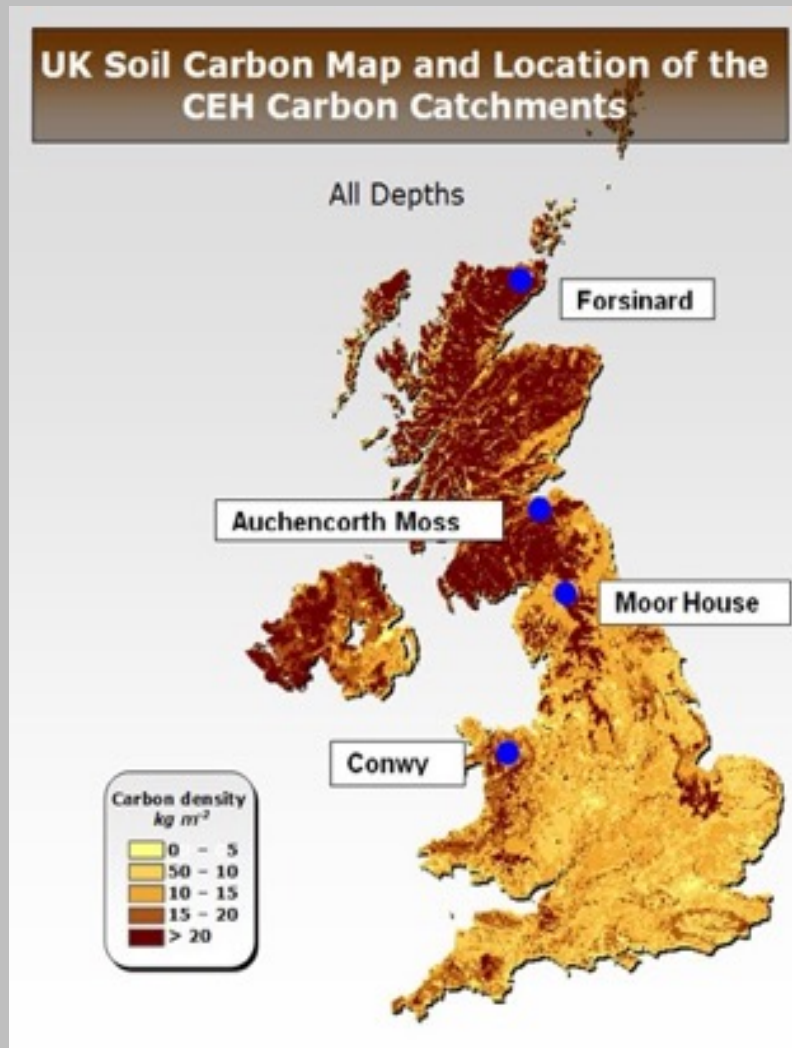 UK Soil Carbon Map and Location of the
CEH Carbon Catchments
All Depths
Forsinard
Auchencorth Moss
Moor House
Conwy
Carbon density
kg m⁻²
0 – 5
50 – 10
10 – 15
15 – 20
> 20